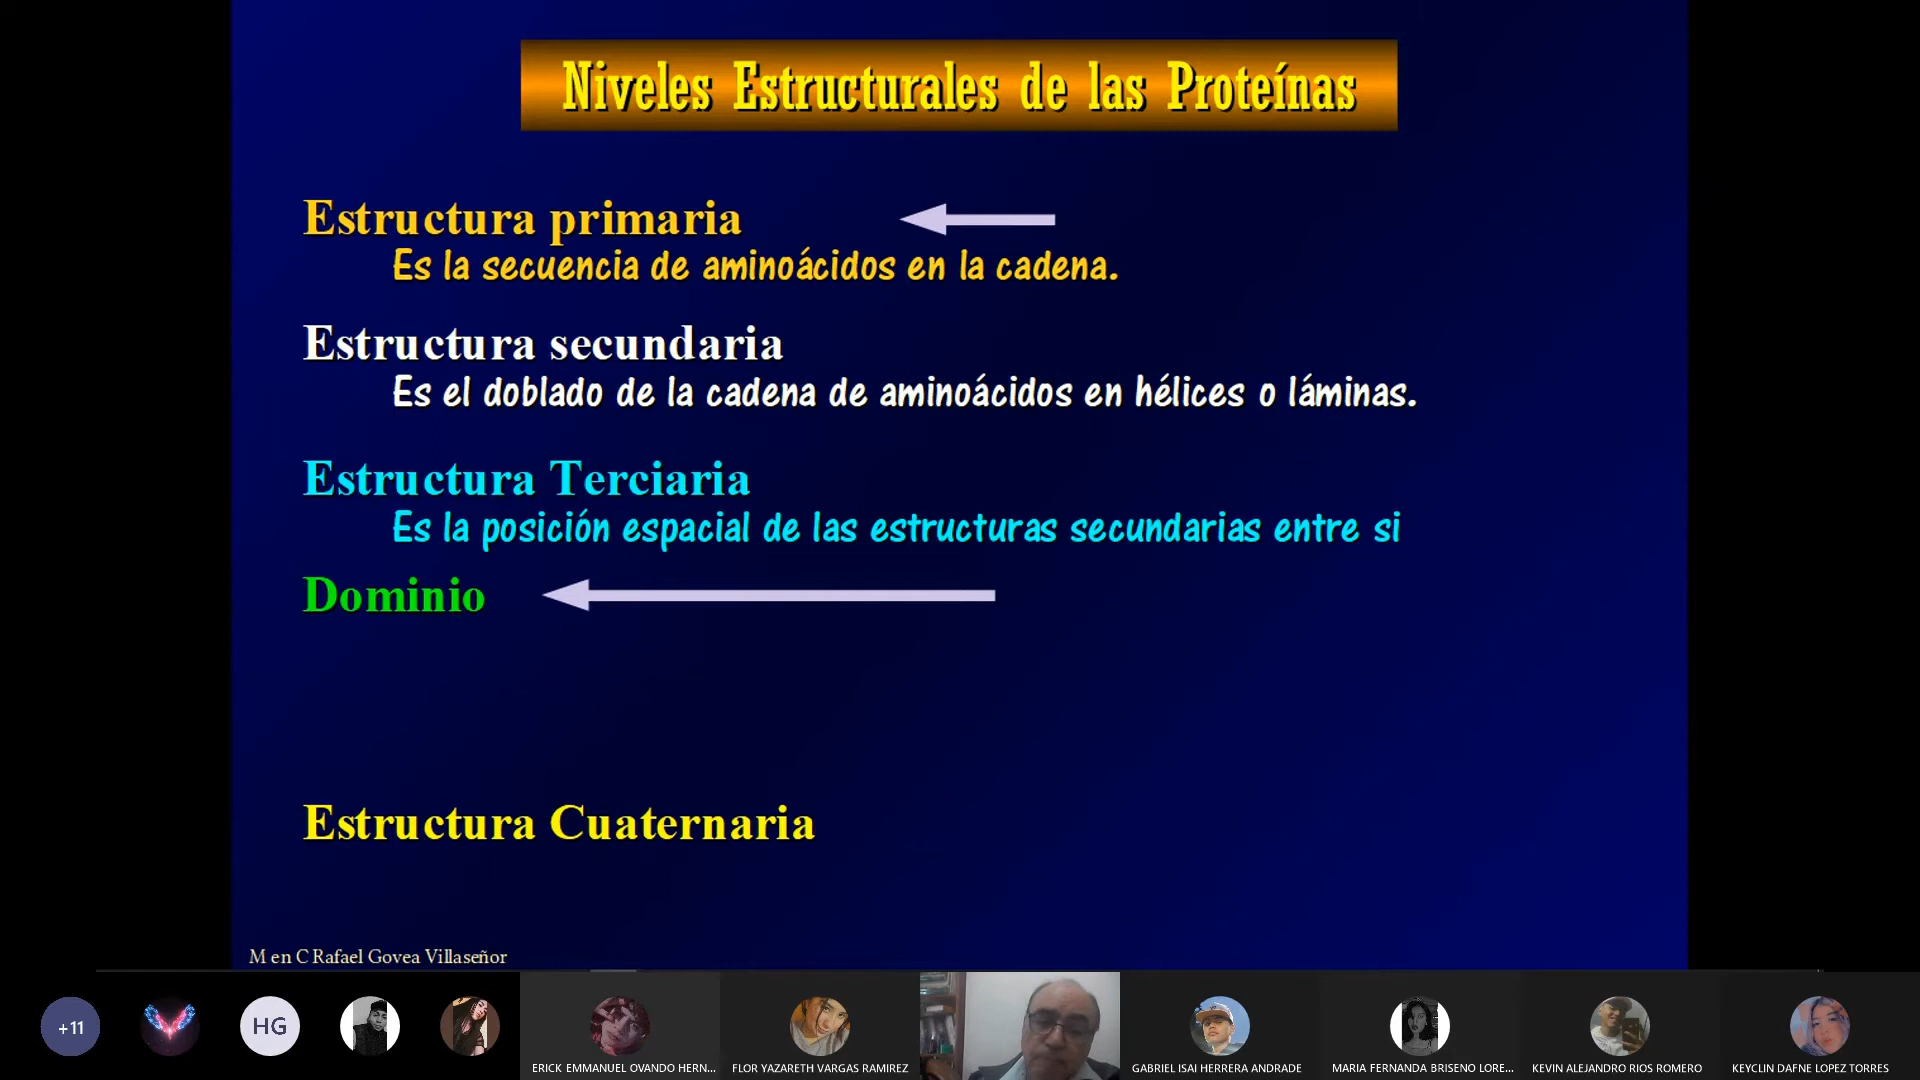 Niveles Estructurales de las Proteínas
Estructura primaria
Es la secuencia de aminoácidos en la cadena.
Estructura secundaria
Es el doblado de la cadena de aminoácidos en hélices o láminas.
Estructura Terciaria
Es la posición espacial de las estructuras secundarias entre si
Dominio
Estructura Cuaternaria
M en C Rafael Govea Villaseñor
+11
HG
ERICK EMMANUEL OVANDO HERN...
FLOR YAZARETH VARGAS RAMIREZ
GABRIEL ISAI HERRERA ANDRADE
MARIA FERNANDA BRISENO LORE...
KEVIN ALEJANDRO RIOS ROMERO
KEYCLIN DAFNE LOPEZ TORRES